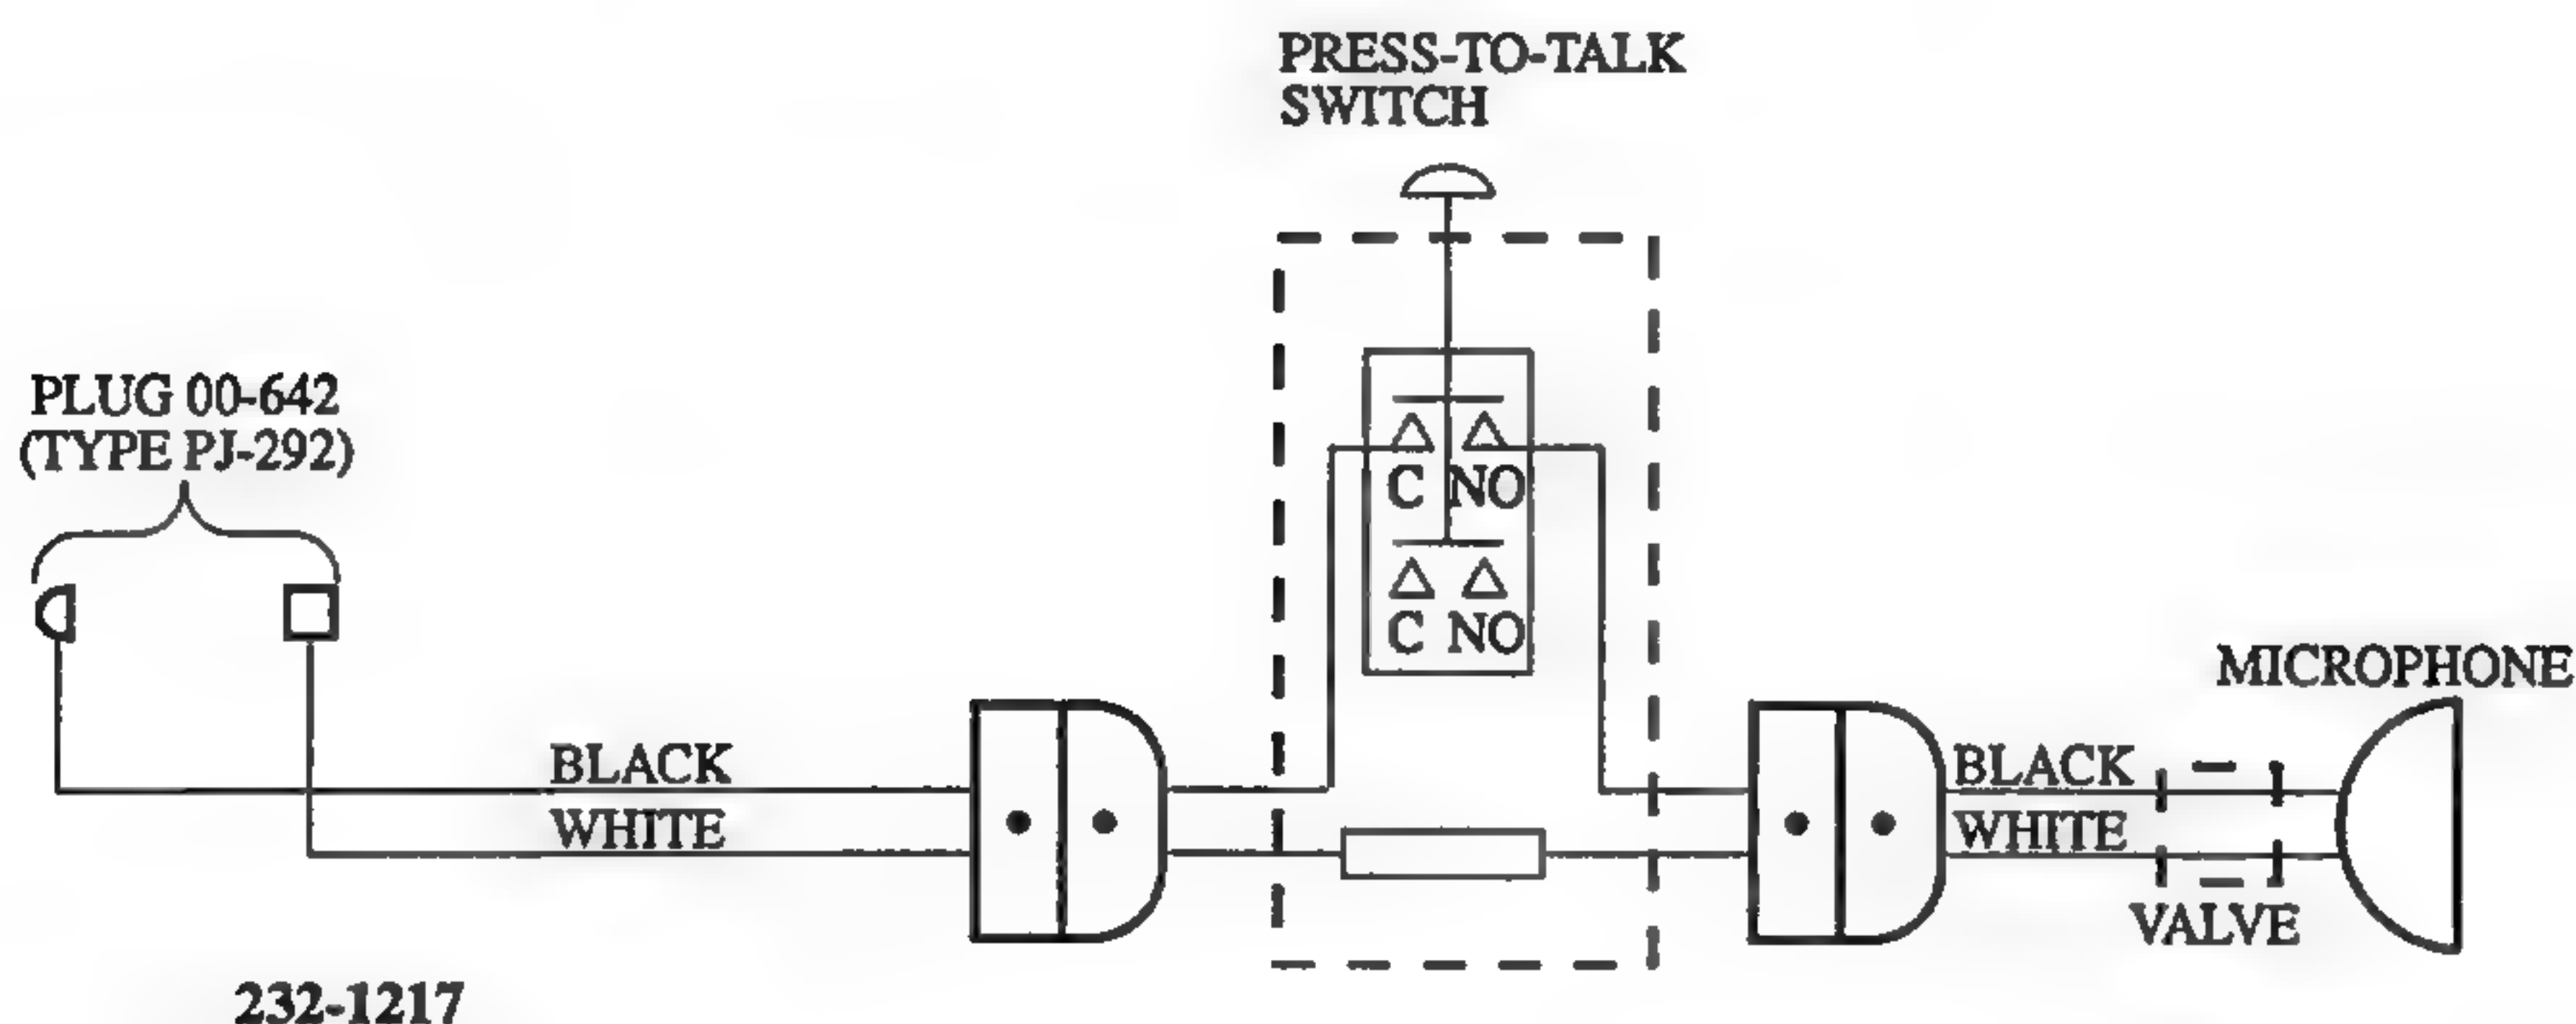 PRESS-TO-TALK
SWITCH
PLUG 00-642
(TYPE PJ-292)
C NO
C NO
MICROPHONE
BLACK
WHITE
BLACK
WHITE
VALVE
232-1217